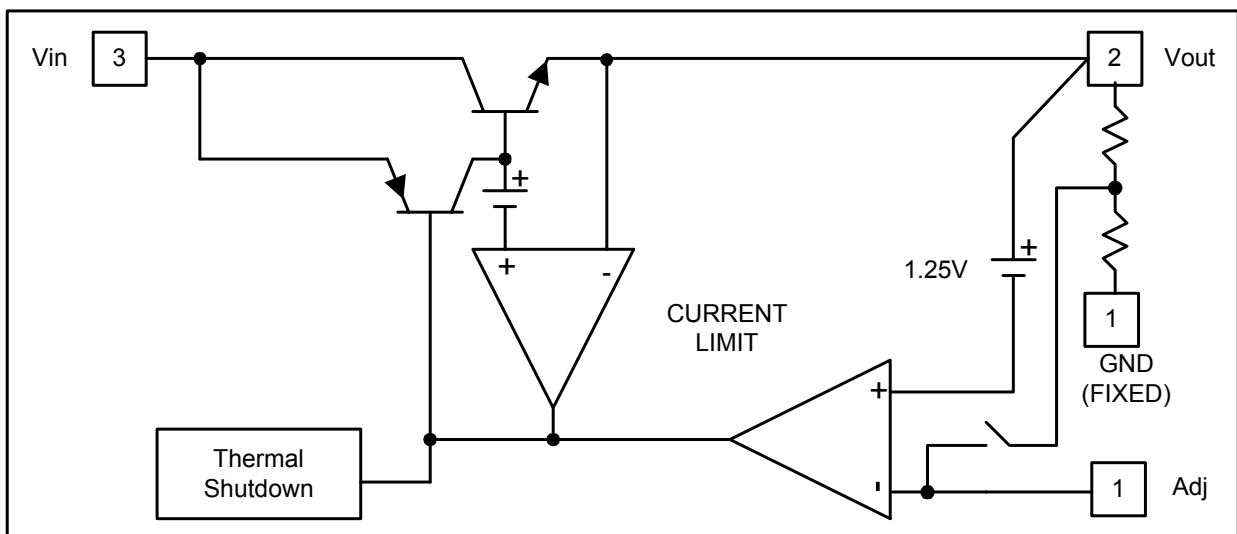 Vin
3
2
Vout
+
+
-
1.25V
+
CURRENT
LIMIT
1
GND
(FIXED)
+
Thermal
Shutdown
-
1
Adj